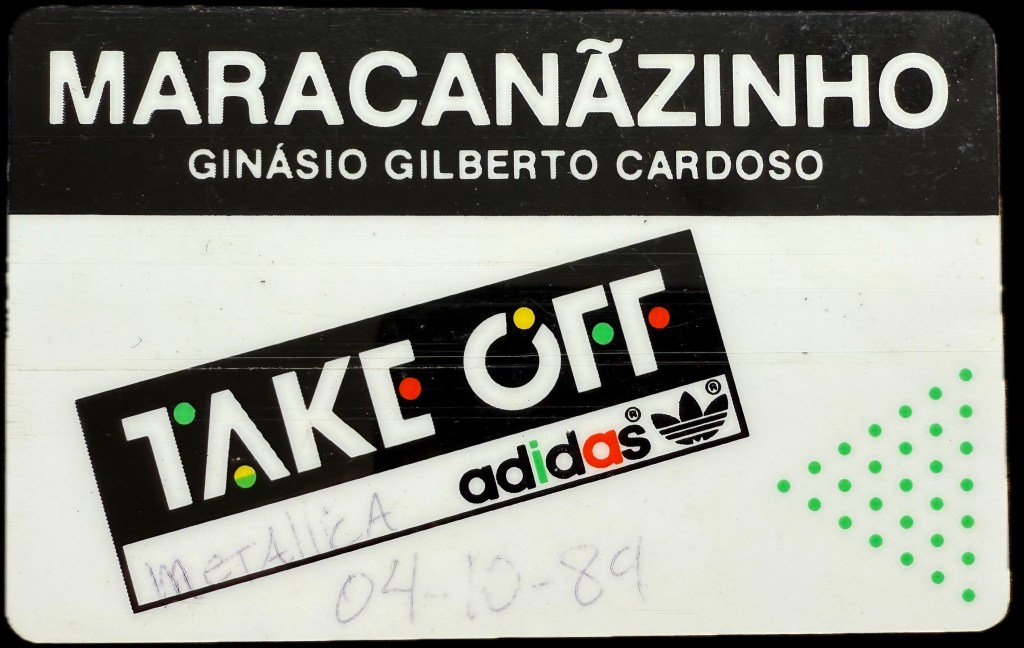 MARACANÃZINHO
GINÁSIO GILBERTO CARDOSO
TAKE OFF
adidas®
®
MetAllicA
04-10-89